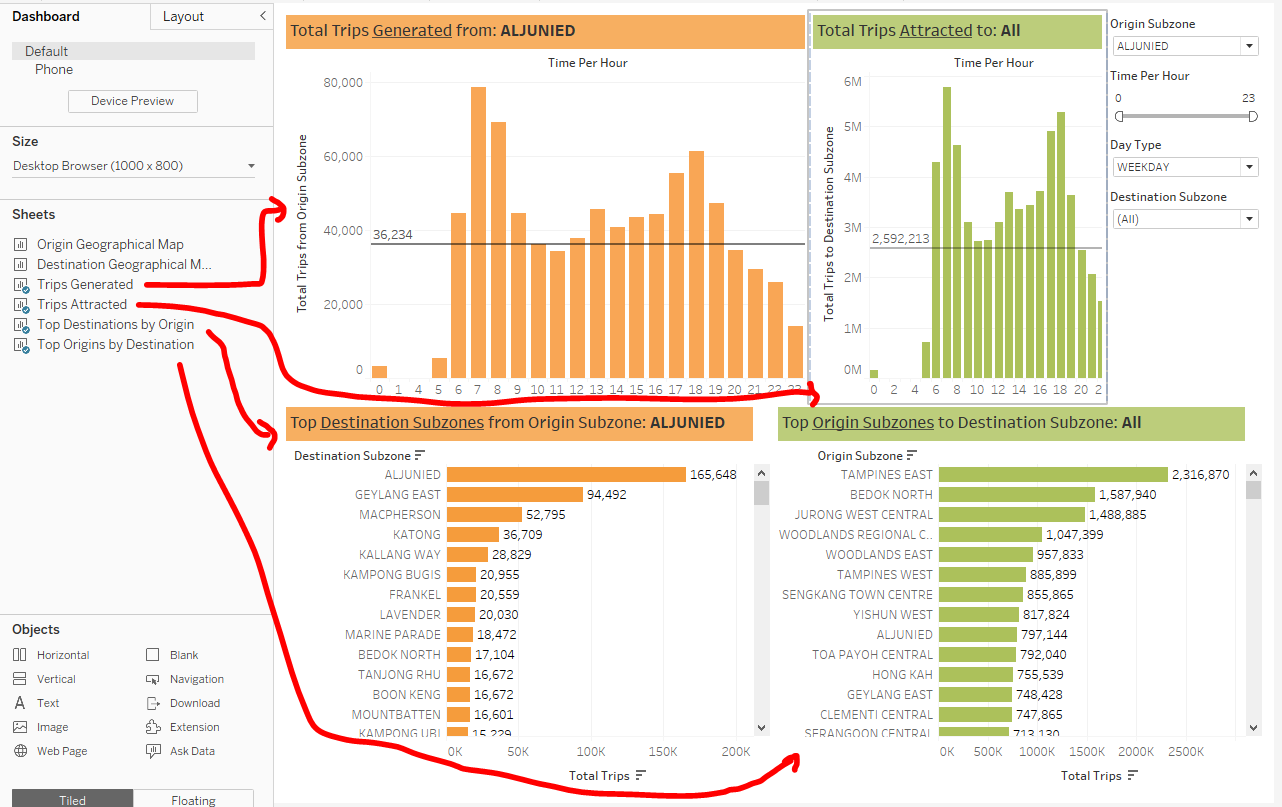 Dashboard
Layout
Default
Phone
Device Preview
Size
Desktop Browser (1000 x 800)
Sheets
Origin Geographical Map
Destination Geographical M...
Trips Generated
Trips Attracted
Top Destinations by Origin
Top Origins by Destination
Objects
Horizontal
Blank
Vertical
Navigation
Text
Download
Image
Extension
Web Page
Ask Data
Tiled
Floating
Total Trips Generated from: ALJUNIED
Time Per Hour
Total Trips from Origin Subzone
80,000
60,000
40,000
20,000
0
36,234
0 1 4 5 6 7 8 9 10 11 12 13 14 15 16 17 18 19 20 21 22 23
Total Trips Attracted to: All
Time Per Hour
Total Trips to Destination Subzone
6M
5M
4M
3M
2M
1M
0M
2,592,213
0 2 4 6 8 10 12 14 16 18 20 2
Origin Subzone
ALJUNIED
Time Per Hour
0 23
Day Type
WEEKDAY
Destination Subzone
(All)
Top Destination Subzones from Origin Subzone: ALJUNIED
Destination Subzone
ALJUNIED 165,648
GEYLANG EAST 94,492
MACPHERSON 52,795
KATONG 36,709
KALLANG WAY 28,829
KAMPONG BUGIS 20,955
FRANKEL 20,559
LAVENDER 20,030
MARINE PARADE 18,472
BEDOK NORTH 17,104
TANJONG RHU 16,672
BOON KENG 16,672
MOUNTBATTEN 16,601
KAMPONG UBI 15,229
0K 50K 100K 150K 200K
Total Trips
Top Origin Subzones to Destination Subzone: All
Origin Subzone
TAMPINES EAST 2,316,870
BEDOK NORTH 1,587,940
JURONG WEST CENTRAL 1,488,885
WOODLANDS REGIONAL C.. 1,047,399
WOODLANDS EAST 957,833
TAMPINES WEST 885,899
SENGKANG TOWN CENTRE 855,865
YISHUN WEST 817,824
ALJUNIED 797,144
TOA PAYOH CENTRAL 792,040
HONG KAH 755,539
GEYLANG EAST 748,428
CLEMENTI CENTRAL 747,865
SERANGOON CENTRAL 713,130
0K 500K 1000K 1500K 2000K 2500K
Total Trips